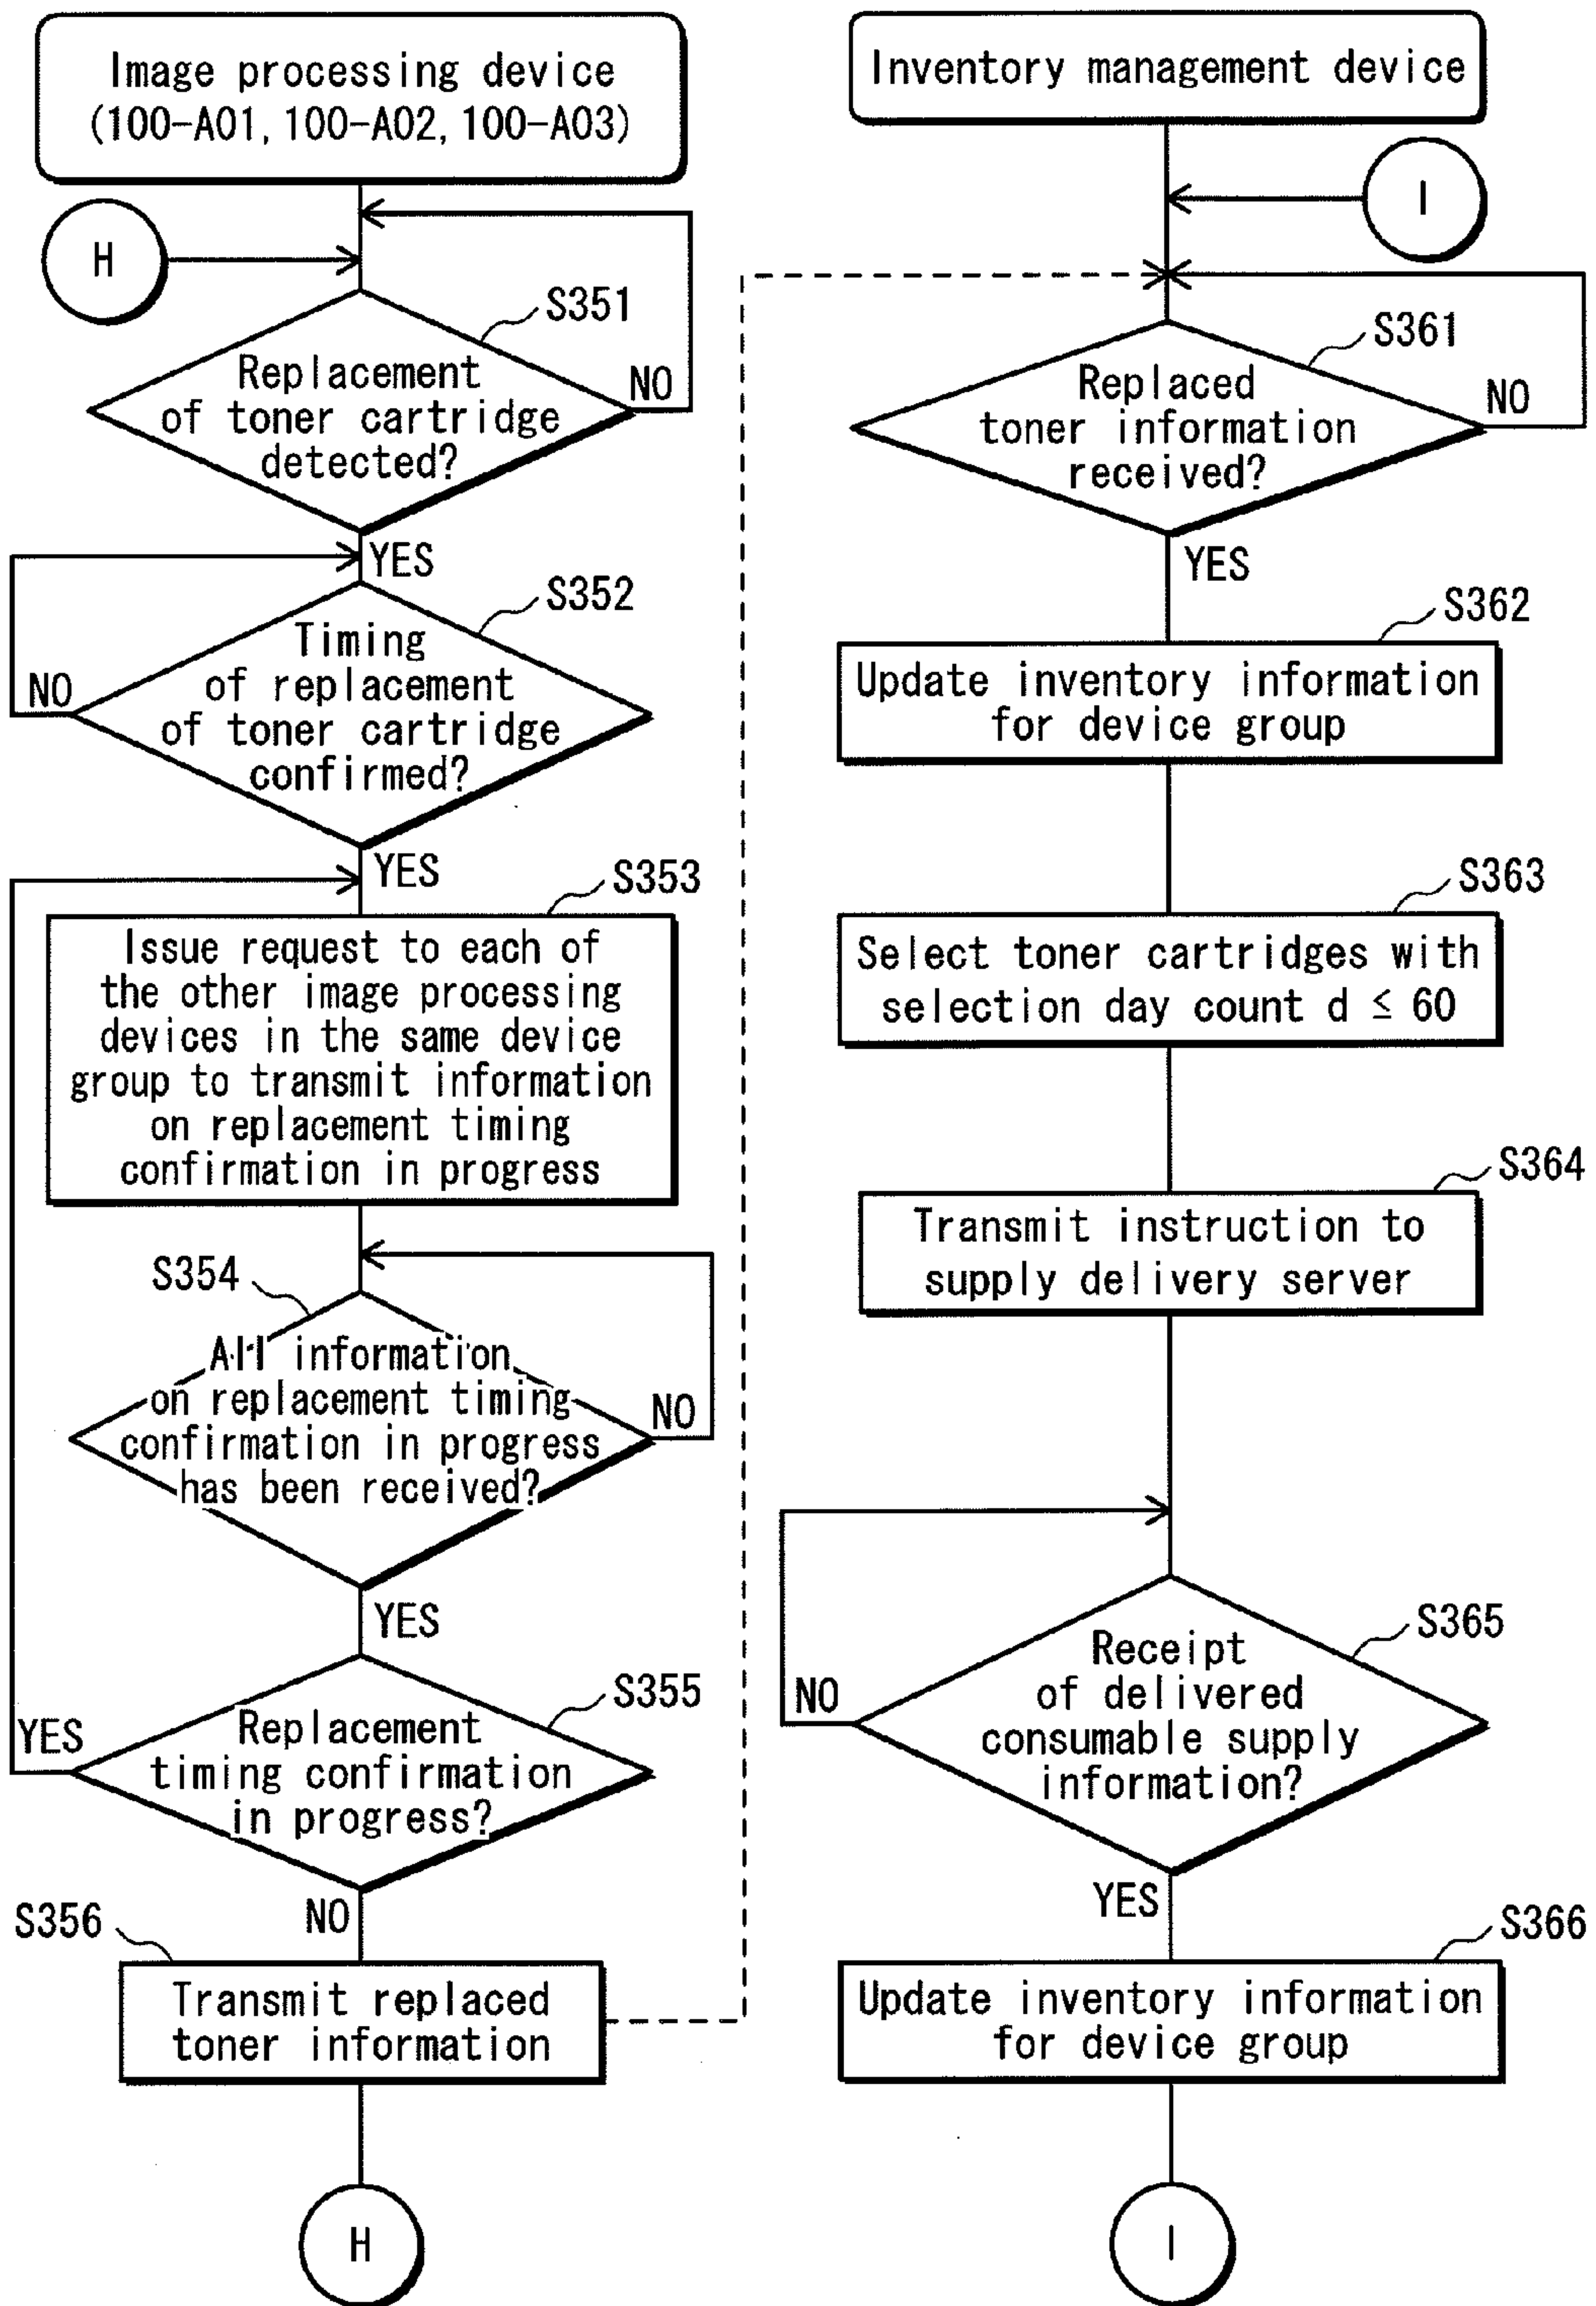 Image processing device
(100-A01, 100-A02, 100-A03)
H
S351
Replacement
of toner cartridge
detected?
NO
YES
S352
Timing
of replacement
of toner cartridge
confirmed?
NO
YES
S353
Issue request to each of
the other image processing
devices in the same device
group to transmit information
on replacement timing
confirmation in progress
S354
All information
on replacement timing
confirmation in progress
has been received?
NO
YES
S355
Replacement
timing confirmation
in progress?
YES
NO
S356
Transmit replaced
toner information
H
Inventory management device
I
S361
Replaced
toner information
received?
NO
YES
S362
Update inventory information
for device group
S363
Select toner cartridges with
selection day count d ≤ 60
S364
Transmit instruction to
supply delivery server
S365
Receipt
of delivered
consumable supply
information?
NO
YES
S366
Update inventory information
for device group
I